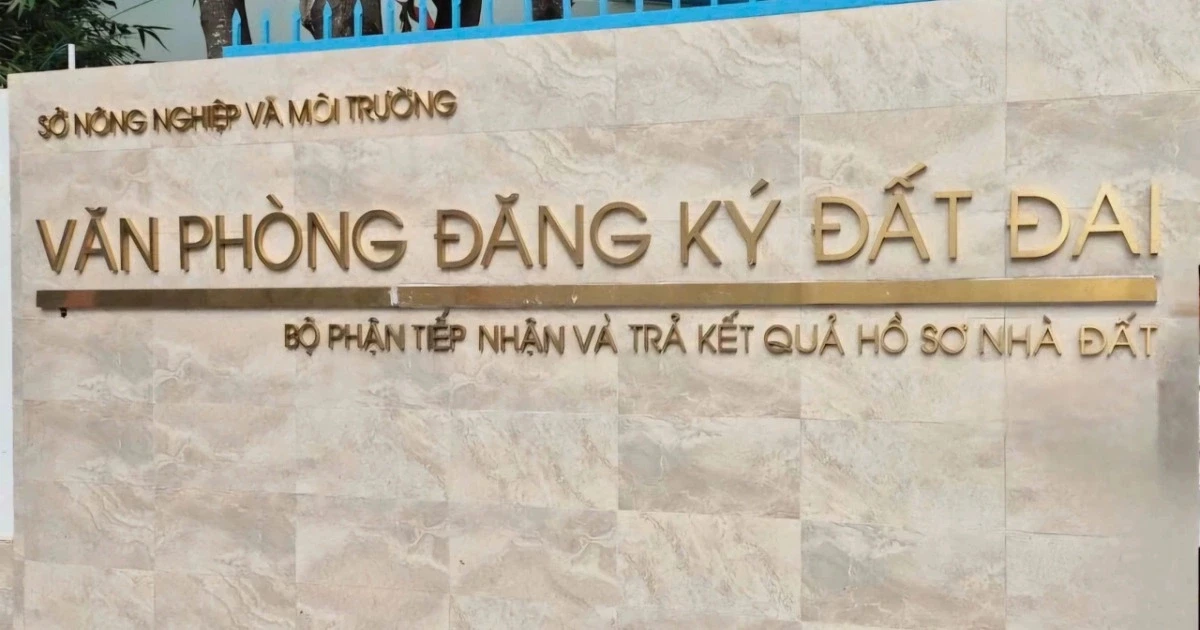 SỞ NÔNG NGHIỆP VÀ MÔI TRƯỜNG
VĂN PHÒNG ĐĂNG KÝ ĐẤT ĐAI
BỘ PHẬN TIẾP NHẬN VÀ TRẢ KẾT QUẢ HỒ SƠ NHÀ ĐẤT